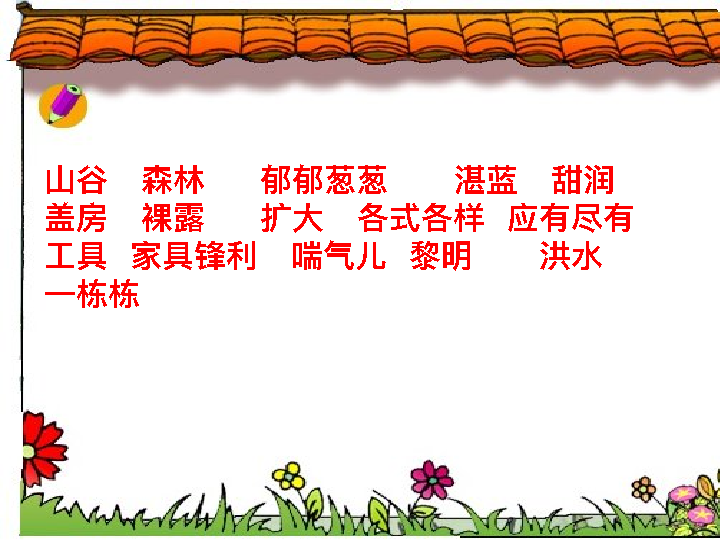 山谷 森林 郁郁葱葱 湛蓝 甜润
盖房 裸露 扩大 各式各样 应有尽有
工具 家具锋利 喘气儿 黎明 洪水
一栋栋